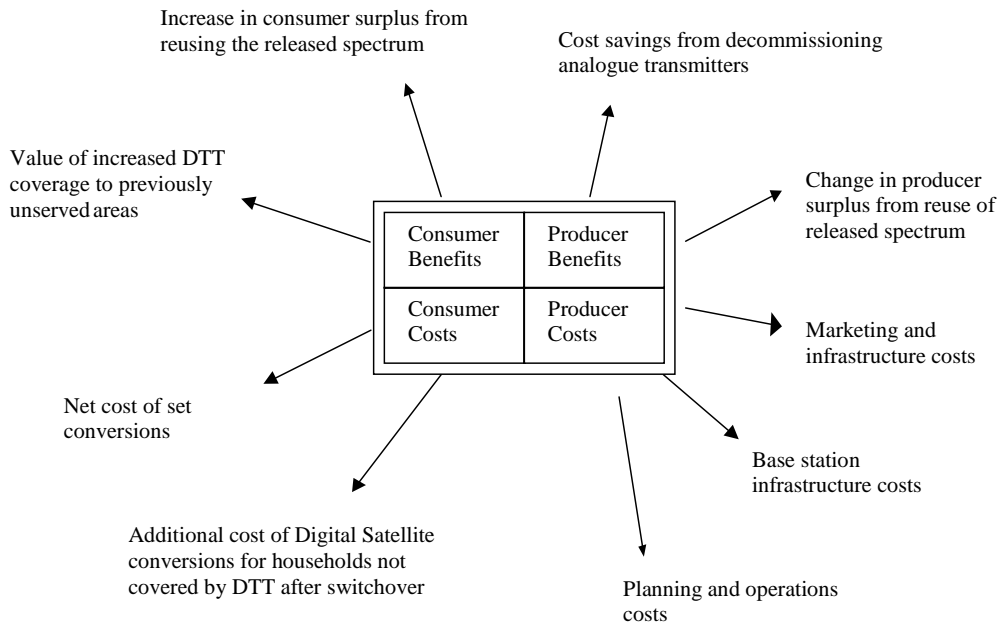 Increase in consumer surplus from
reusing the released spectrum
Cost savings from decommissioning
analogue transmitters
Value of increased DTT
coverage to previously
unserved areas
Change in producer
surplus from reuse of
released spectrum
Consumer
Benefits
Producer
Benefits
Consumer
Costs
Producer
Costs
Marketing and
infrastructure costs
Net cost of set
conversions
Base station
infrastructure costs
Additional cost of Digital Satellite
conversions for households not
covered by DTT after switchover
Planning and operations
costs